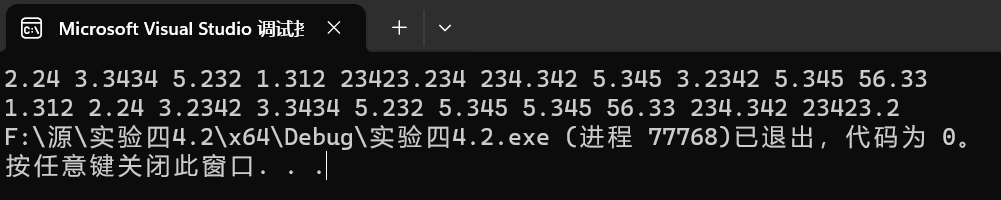 Microsoft Visual Studio 调试控
2.24 3.3434 5.232 1.312 23423.234 234.342 5.345 3.2342 5.345 56.33
1.312 2.24 3.2342 3.3434 5.232 5.345 5.345 56.33 234.342 23423.2
F:\源\实验四4.2\x64\Debug\实验四4.2.exe (进程 77768)已退出，代码为 0。
按任意键关闭此窗口. . .